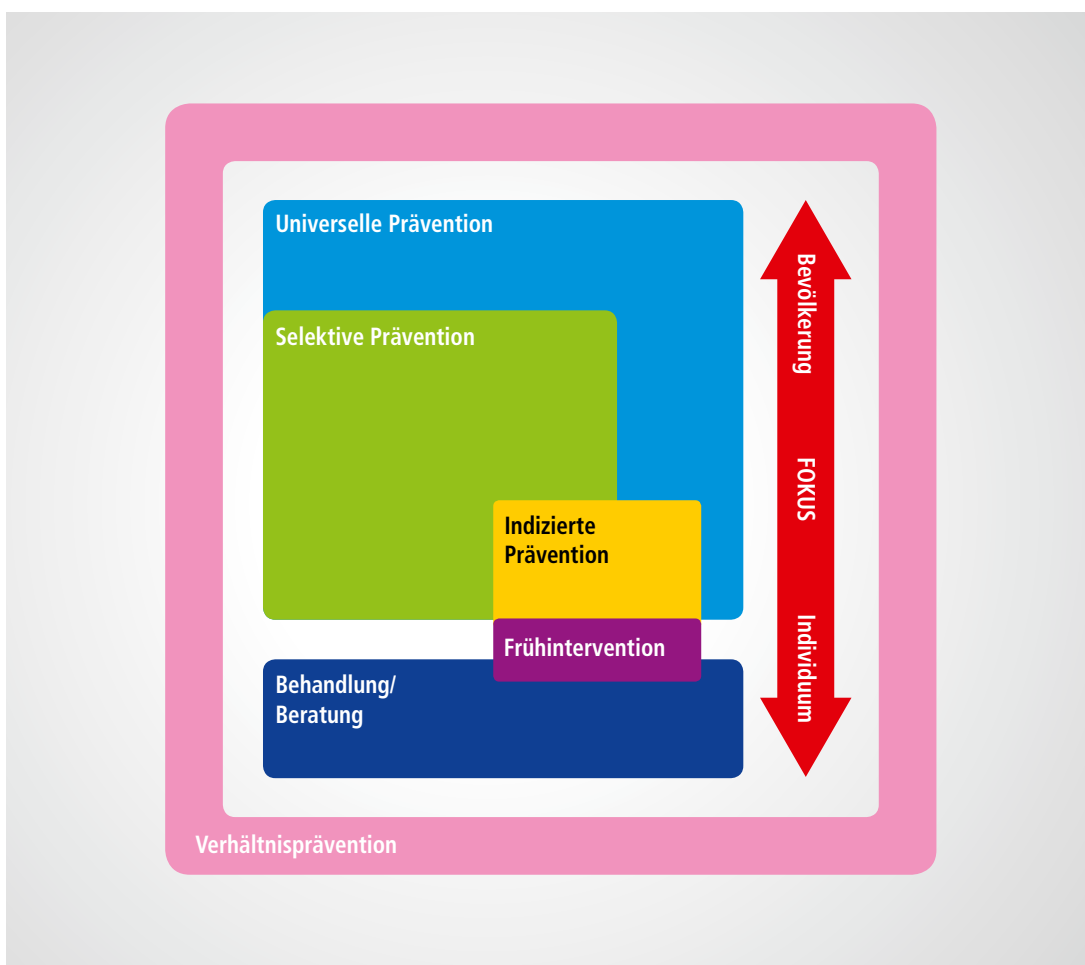 Universelle Prävention
Selektive Prävention
Indizierte
Prävention
Frühintervention
Behandlung/
Beratung
Bevölkerung
FOKUS
Individuum
Verhältnisprävention